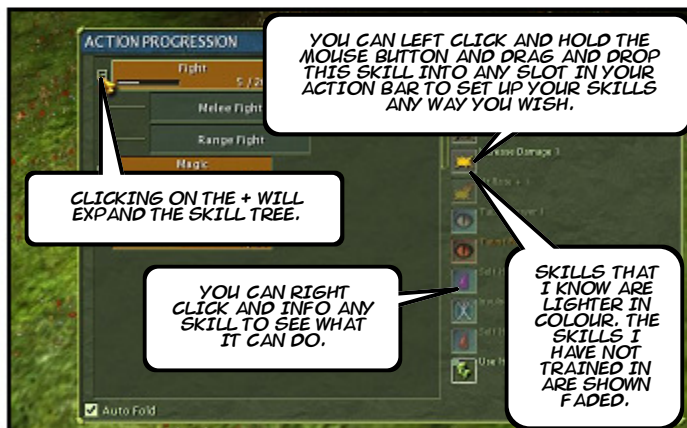 ACTION PROGRESSION
YOU CAN LEFT CLICK AND HOLD THE
MOUSE BUTTON AND DRAG AND DROP
THIS SKILL INTO ANY SLOT IN YOUR
ACTION BAR TO SET UP YOUR SKILLS
ANY WAY YOU WISH.
Fight
Melee Fight
Range Fight
Magic
CLICKING ON THE + WILL
EXPAND THE SKILL TREE.
YOU CAN RIGHT
CLICK AND INFO ANY
SKILL TO SEE WHAT
IT CAN DO.
SKILLS THAT
I KNOW ARE
LIGHTER IN
COLOUR. THE
SKILLS I
HAVE NOT
TRAINED IN
ARE SHOWN
FADED.
Auto Fold